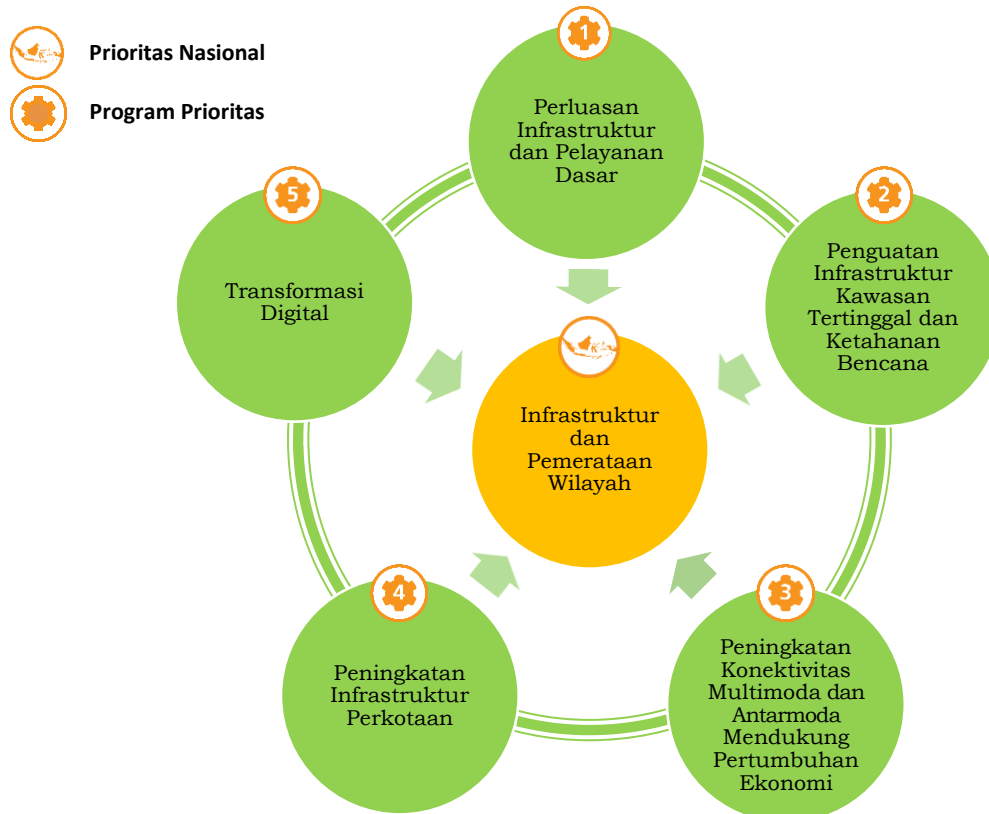 Prioritas Nasional
Program Prioritas
1
Perluasan
Infrastruktur
dan Pelayanan
Dasar
2
Penguatan
Infrastruktur
Kawasan
Tertinggal dan
Ketahanan
Bencana
3
Peningkatan
Konektivitas
Multimoda dan
Antarmoda
Mendukung
Pertumbuhan
Ekonomi
4
Peningkatan
Infrastruktur
Perkotaan
5
Transformasi
Digital
Infrastruktur
dan
Pemerataan
Wilayah